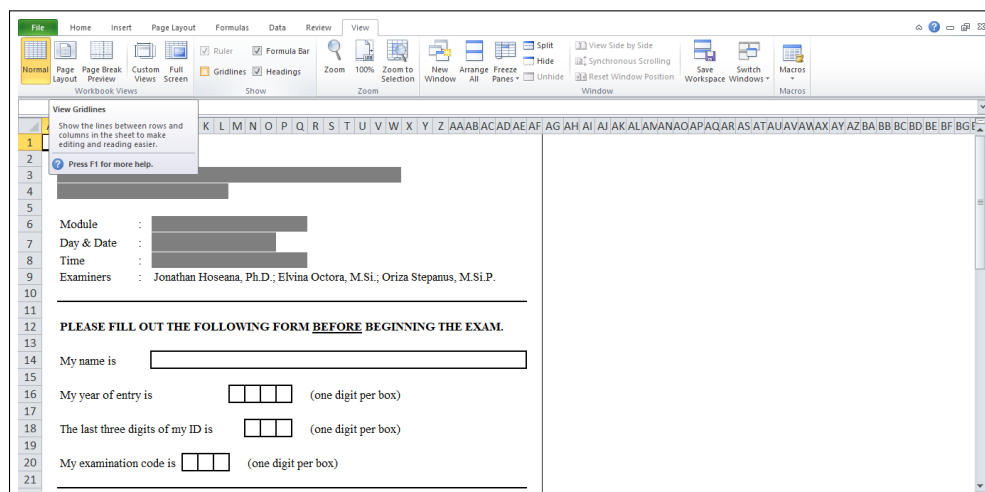 File Home Insert Page Layout Formulas Data Review View
Normal Page Layout Page Break Preview Custom Views Full Screen
Workbook Views
Ruler Formula Bar
Gridlines Headings
Show
Zoom 100% Zoom to Selection
Zoom
New Window Arrange All Freeze Panes
Split
Hide
Unhide
View Side by Side
Synchronous Scrolling
Reset Window Position
Window
Save Workspace Switch Windows
Macros
Macros
View Gridlines
Show the lines between rows and
columns in the sheet to make
editing and reading easier.
Press F1 for more help.
K L M N O P Q R S T U V W X Y Z AA AB AC AD AE AF AG AH AI AJ AK AL AM AN AO AP AQ AR AS AT AU AV AW AX AY AZ BA BB BC BD BE BF BG
1
2
3
4
5
6 Module :
7 Day & Date :
8 Time :
9 Examiners : Jonathan Hoseana, Ph.D.; Elvina Octora, M.Si.; Oriza Stepanus, M.Si.P.
10
11
12 PLEASE FILL OUT THE FOLLOWING FORM BEFORE BEGINNING THE EXAM.
13
14 My name is
15
16 My year of entry is (one digit per box)
17
18 The last three digits of my ID is (one digit per box)
19
20 My examination code is (one digit per box)
21